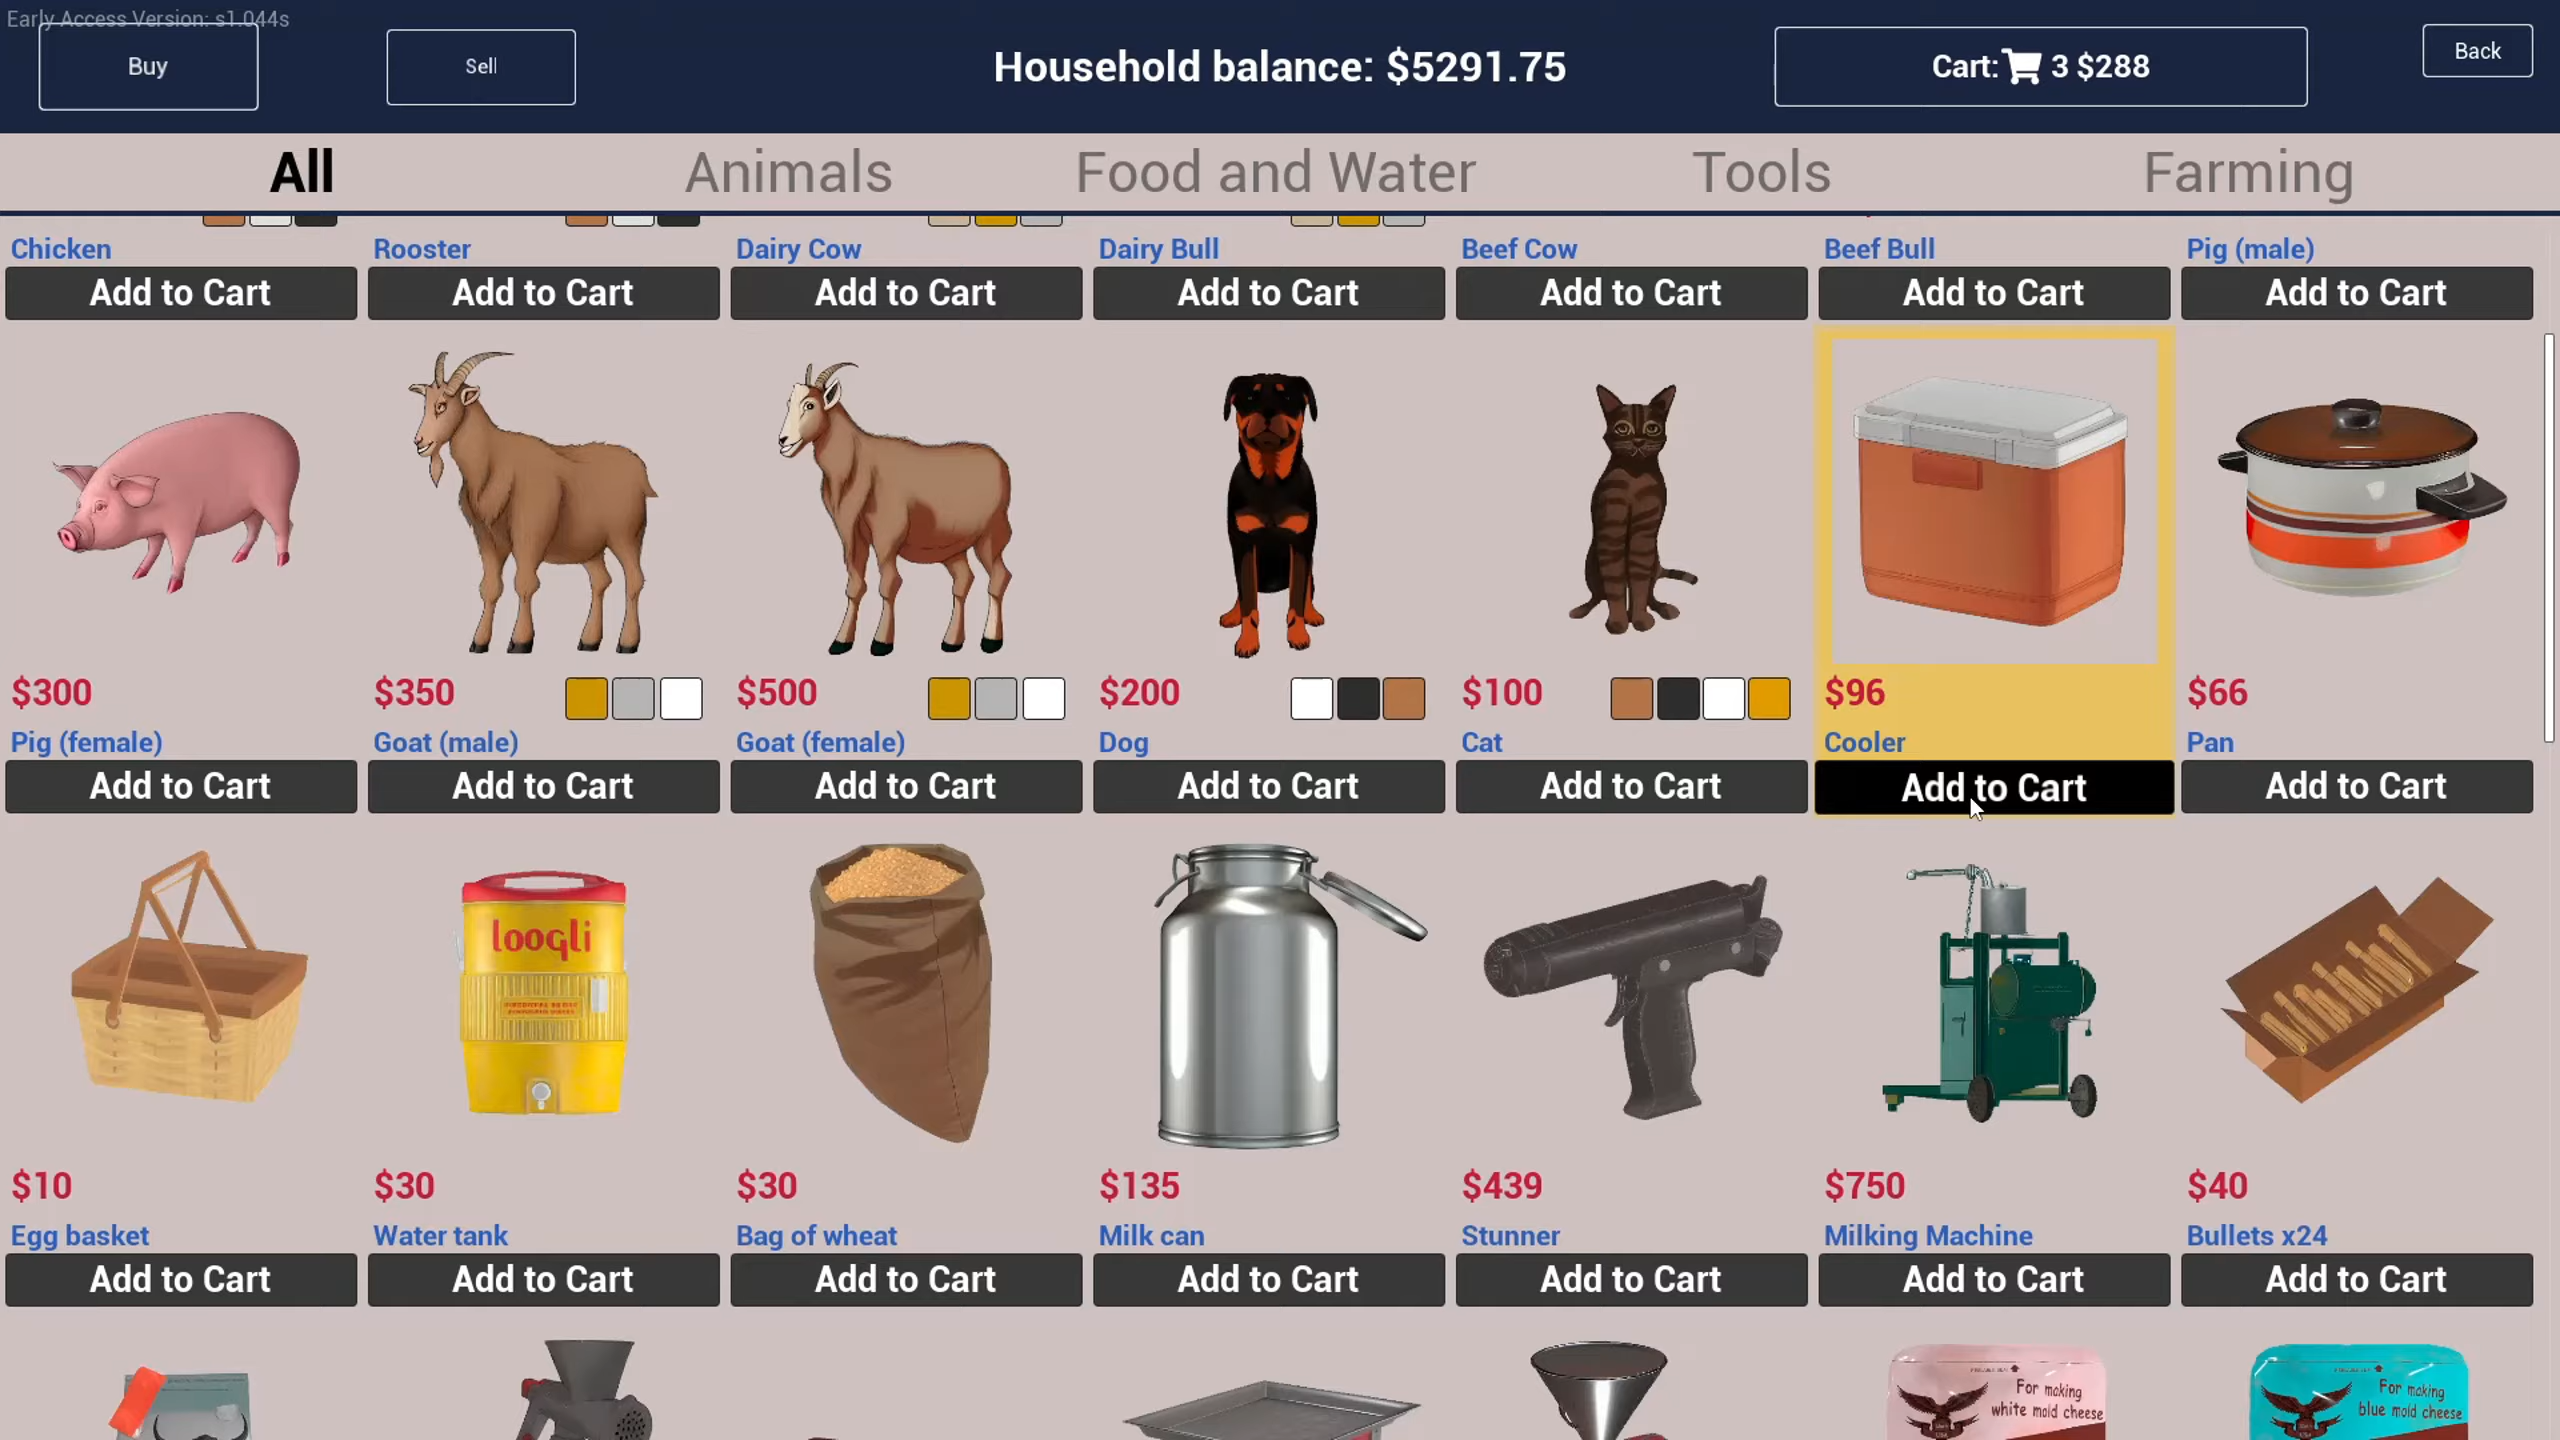 Early Access Version: s1.044s
Buy
Sell
Household balance: $5291.75
Cart: 3 $288
Back
All
Animals
Food and Water
Tools
Farming
Chicken
Rooster
Dairy Cow
Dairy Bull
Beef Cow
Beef Bull
Pig (male)
Add to Cart
Add to Cart
Add to Cart
Add to Cart
Add to Cart
Add to Cart
Add to Cart
$300
$350
$500
$200
$100
$96
$66
Pig (female)
Goat (male)
Goat (female)
Dog
Cat
Cooler
Pan
Add to Cart
Add to Cart
Add to Cart
Add to Cart
Add to Cart
Add to Cart
Add to Cart
looqli
$10
$30
$30
$135
$439
$750
$40
Egg basket
Water tank
Bag of wheat
Milk can
Stunner
Milking Machine
Bullets x24
Add to Cart
Add to Cart
Add to Cart
Add to Cart
Add to Cart
Add to Cart
Add to Cart
For making
white mold cheese
For making
blue mold cheese